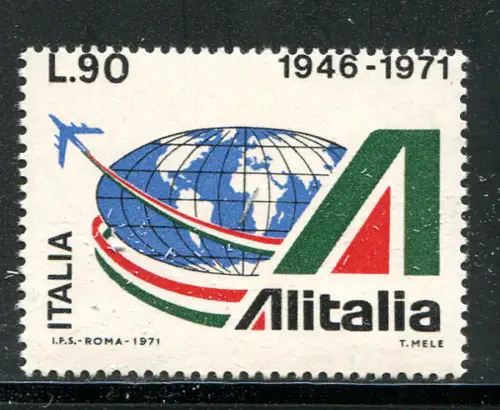 L.90
1946-1971
ITALIA
Alitalia
I.P.S.-ROMA-1971
T. MELE